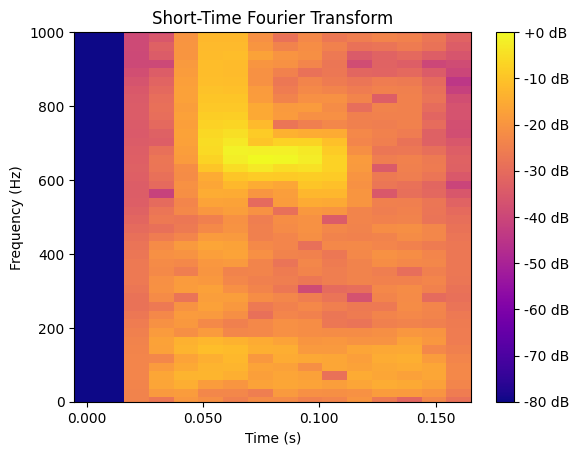 Short-Time Fourier Transform
Frequency (Hz)
1000
800
600
400
200
0
0.000
0.050
0.100
0.150
Time (s)
+0 dB
-10 dB
-20 dB
-30 dB
-40 dB
-50 dB
-60 dB
-70 dB
-80 dB